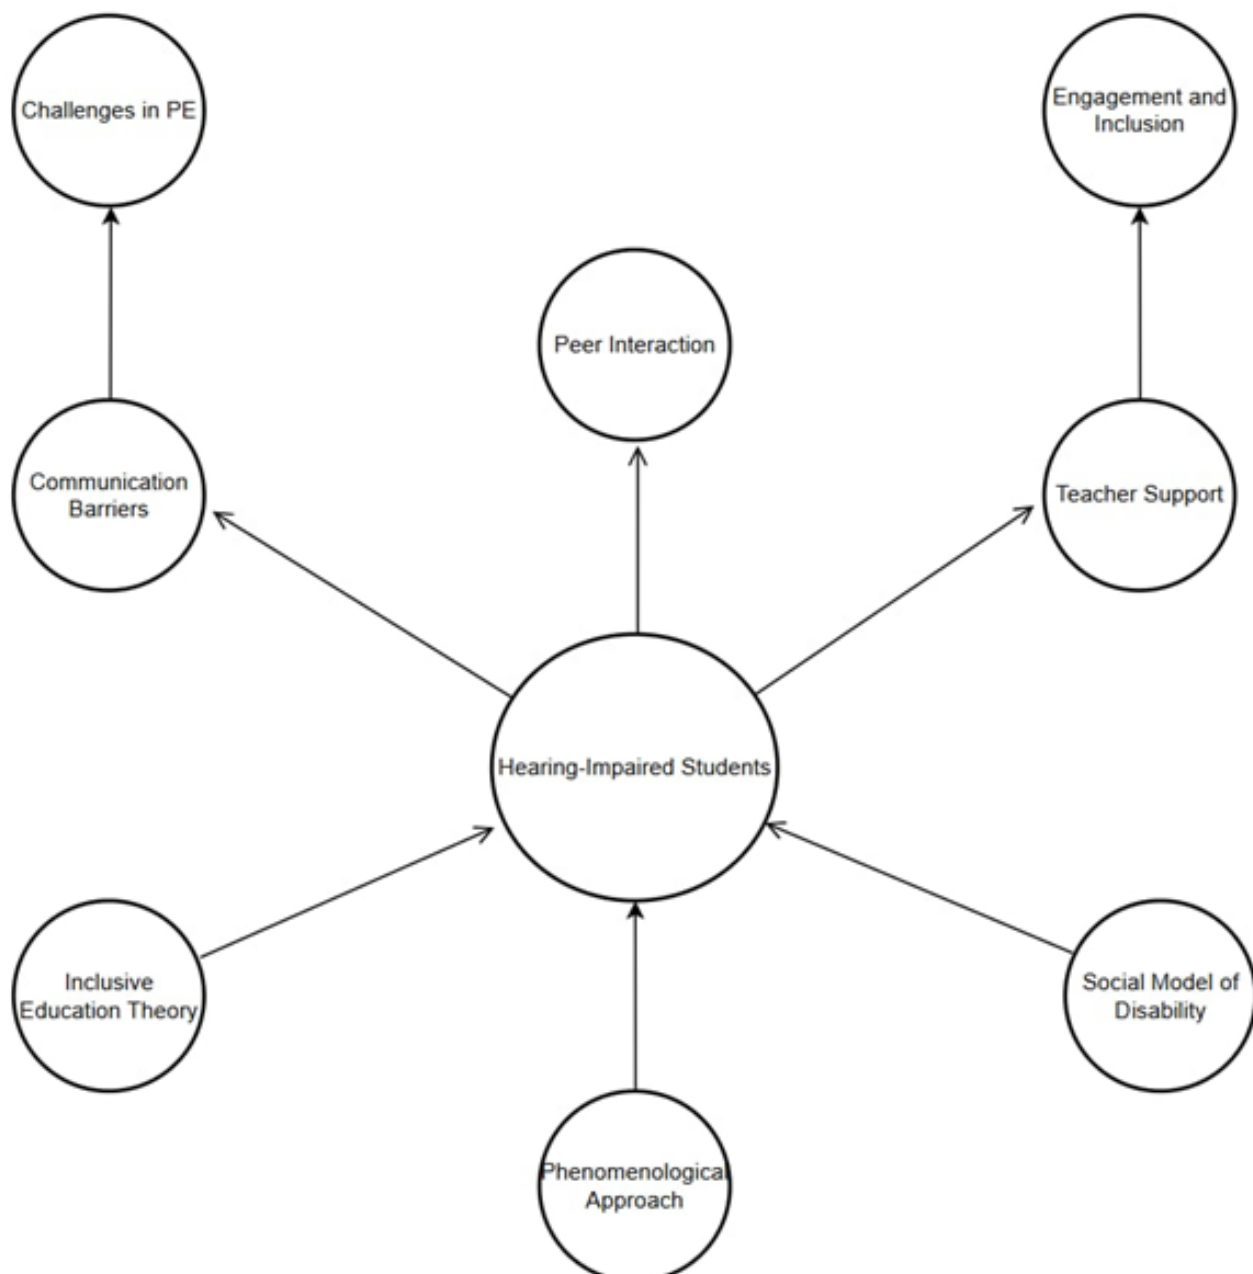 Challenges in PE
Engagement and
Inclusion
Peer Interaction
Communication
Barriers
Teacher Support
Hearing-Impaired Students
Inclusive
Education Theory
Social Model of
Disability
Phenomenological
Approach